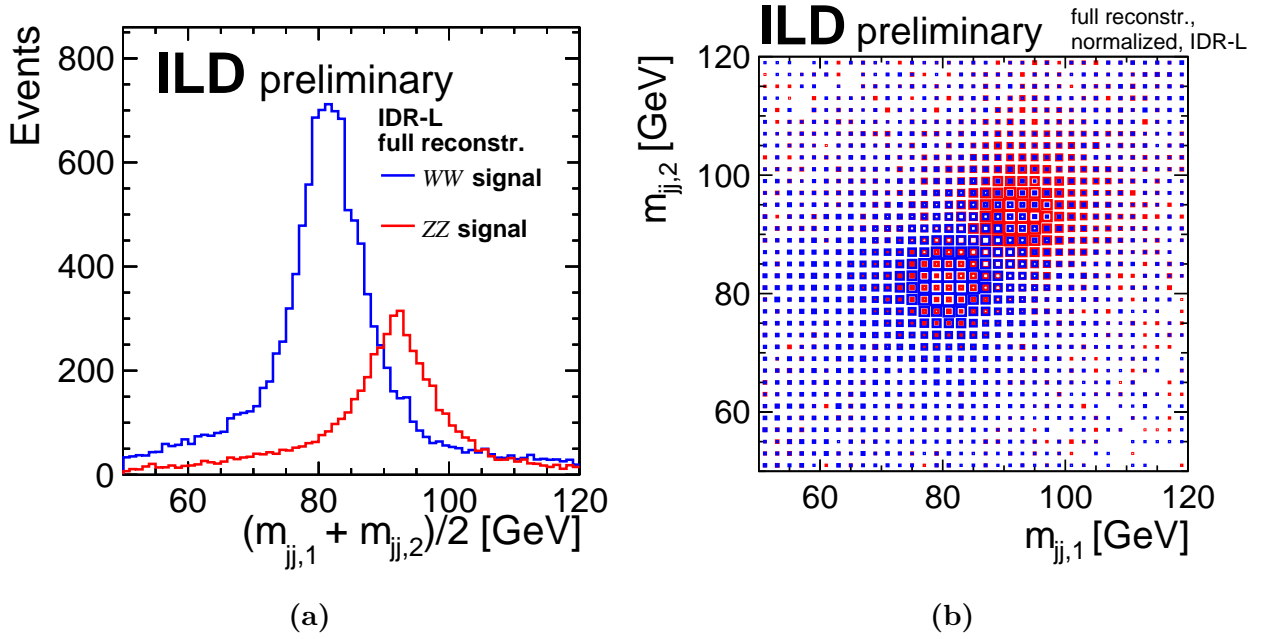 ILD preliminary
Events
800
600
400
200
0
IDR-L
full reconstr.
WW signal
ZZ signal
60 80 100 120
(m_jj,1 + m_jj,2)/2 [GeV]
(a)
ILD preliminary
full reconstr.,
normalized, IDR-L
m_jj,2 [GeV]
120
100
80
60
60 80 100 120
m_jj,1 [GeV]
(b)